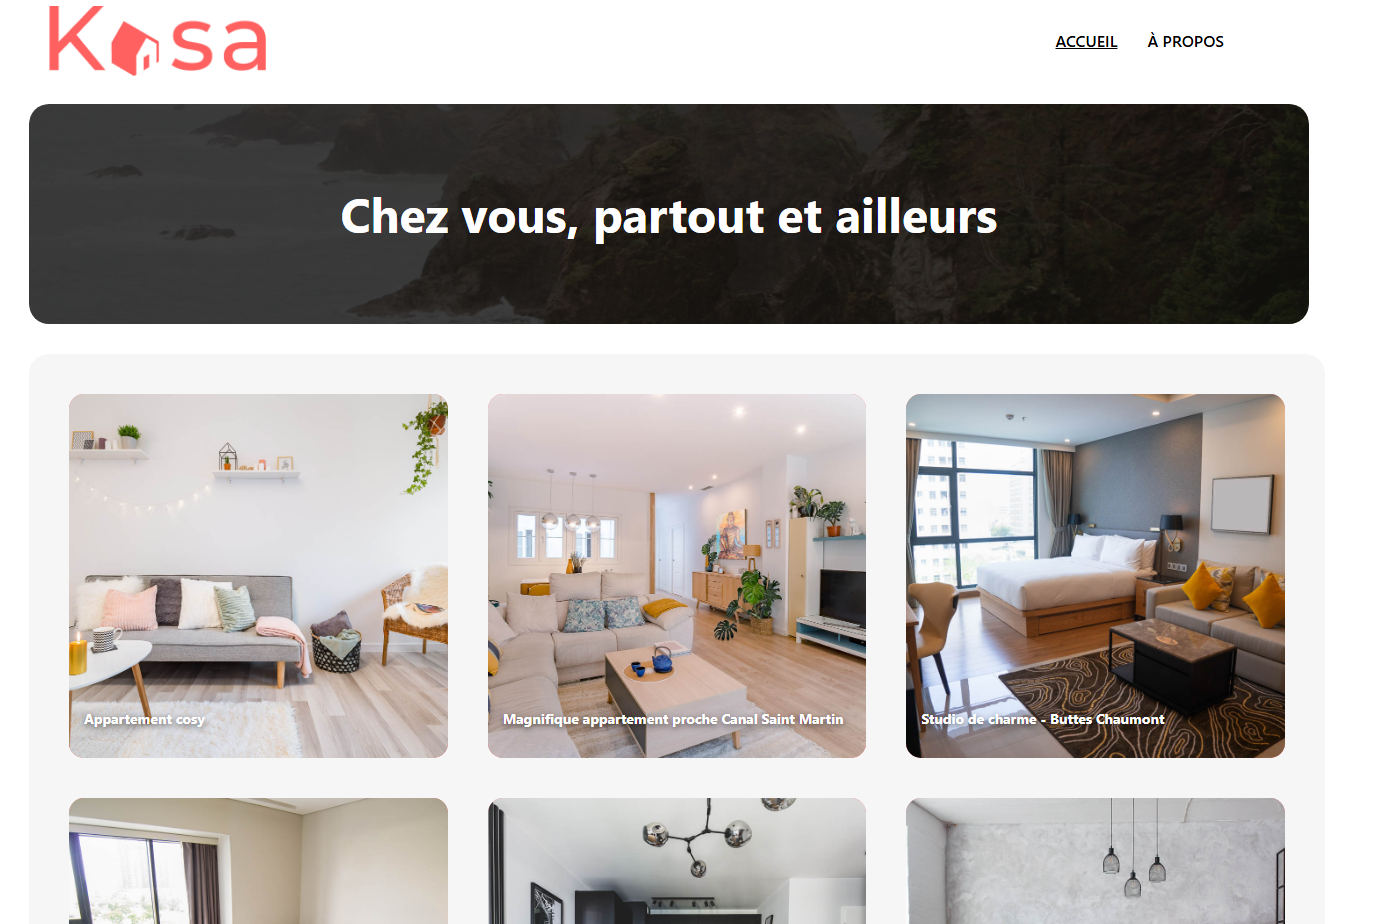 Kasa
ACCUEIL À PROPOS
Chez vous, partout et ailleurs
Appartement cosy
Magnifique appartement proche Canal Saint Martin
Studio de charme - Buttes Chaumont